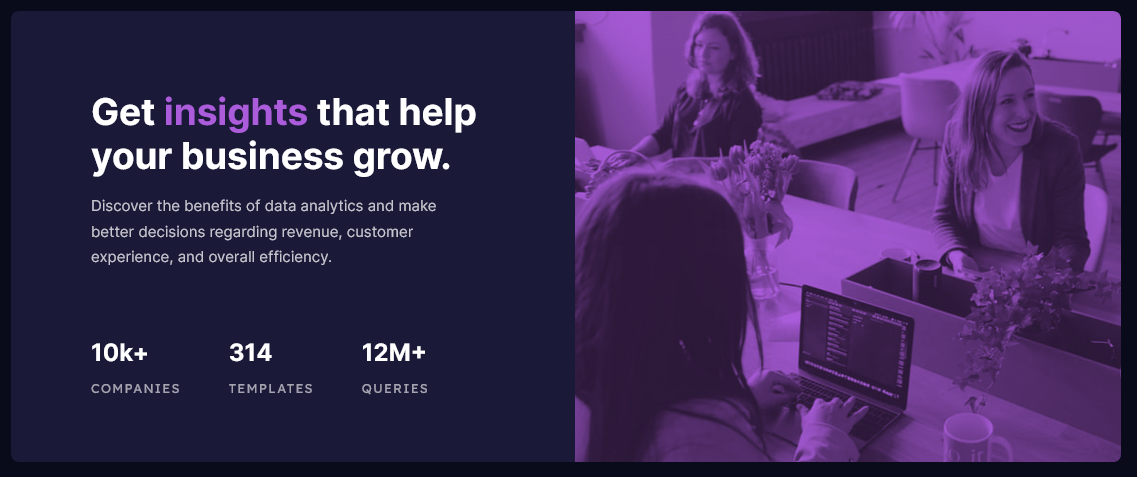 Get insights that help
your business grow.
Discover the benefits of data analytics and make
better decisions regarding revenue, customer
experience, and overall efficiency.
10k+ 314 12M+
COMPANIES TEMPLATES QUERIES